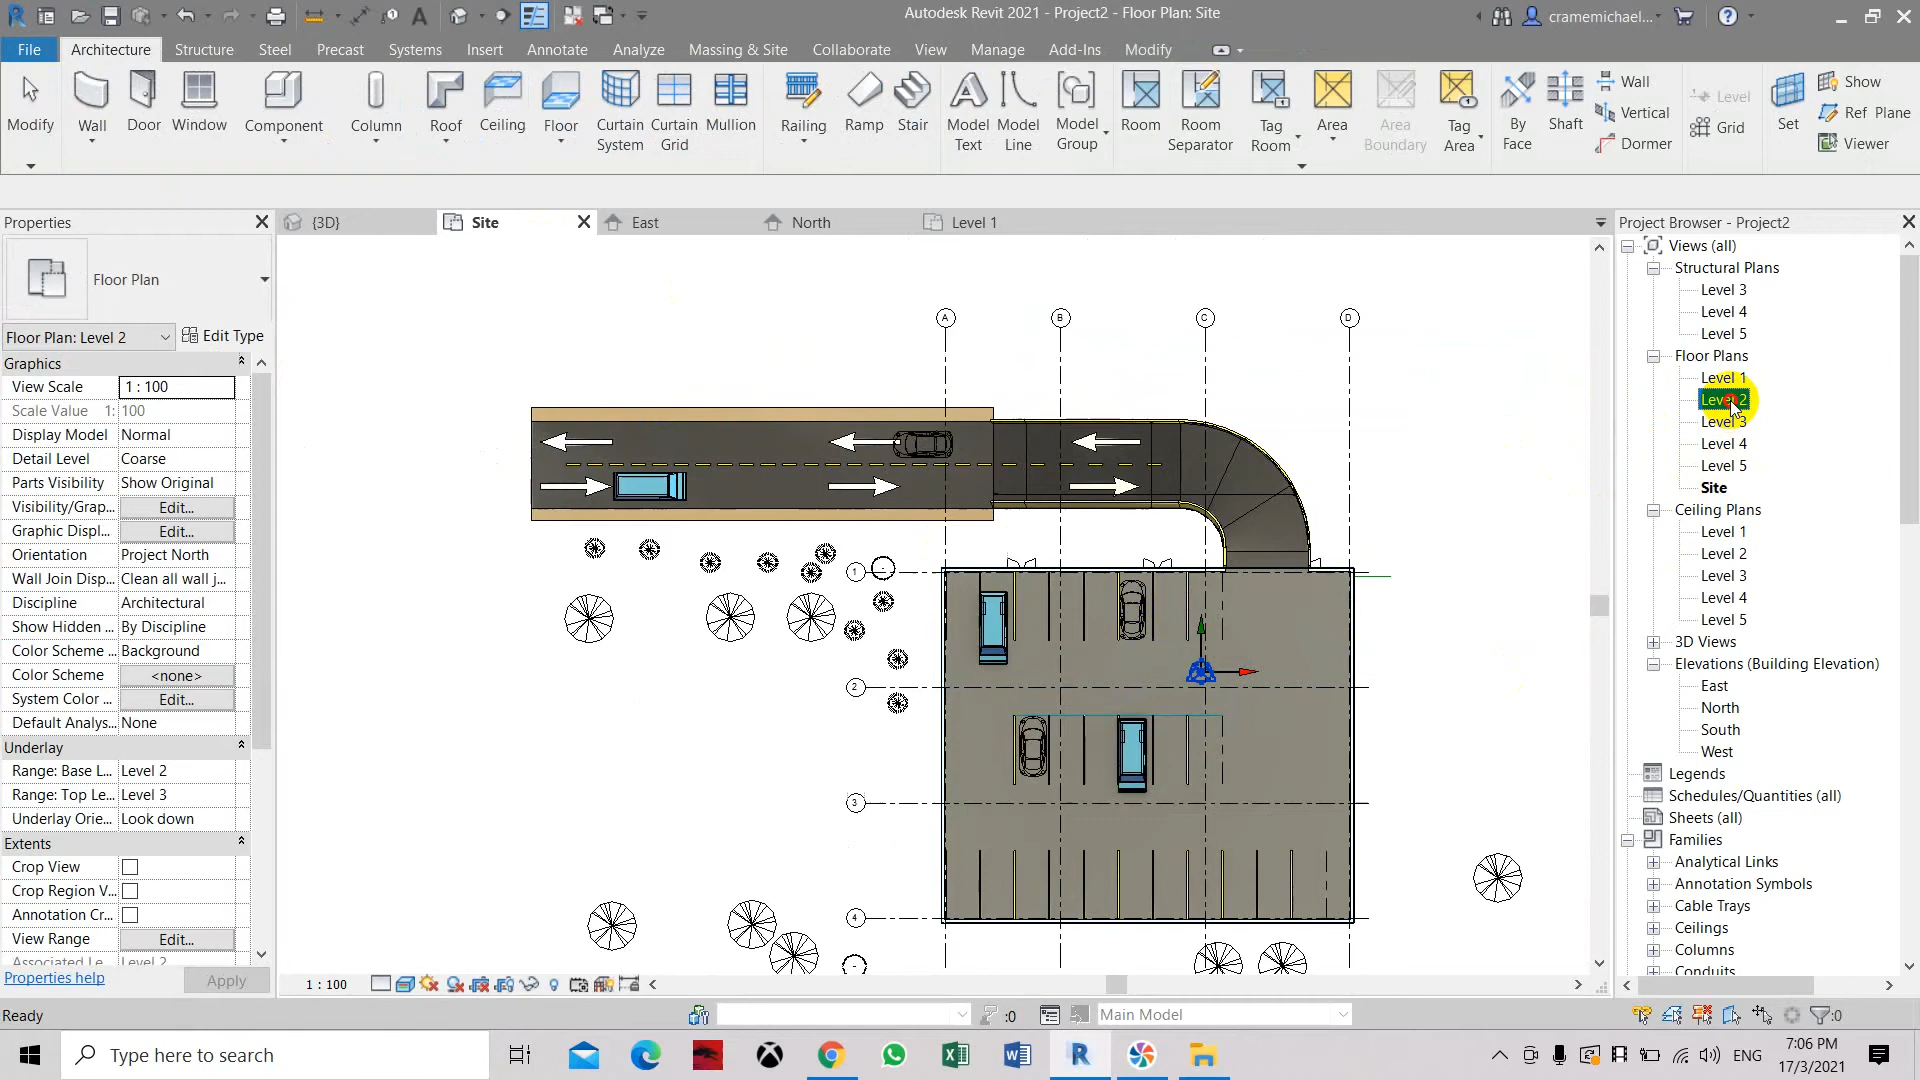 Autodesk Revit 2021 - Project2 - Floor Plan: Site
cramemichael...
File Architecture Structure Steel Precast Systems Insert Annotate Analyze Massing & Site Collaborate View Manage Add-Ins Modify
Modify Wall Door Window Component Column Roof Ceiling Floor Curtain System Curtain Grid Mullion Railing Ramp Stair Model Text Model Line Model Group Room Room Separator Tag Room Area Area Boundary Tag Area By Face Shaft Wall Vertical Dormer Level Grid Set Show Ref Plane Viewer
Properties
{3D} Site East North Level 1
Project Browser - Project2
Floor Plan
Floor Plan: Level 2 Edit Type
Graphics
View Scale 1 : 100
Scale Value 1: 100
Display Model Normal
Detail Level Coarse
Parts Visibility Show Original
Visibility/Grap... Edit...
Graphic Displ... Edit...
Orientation Project North
Wall Join Disp... Clean all wall j...
Discipline Architectural
Show Hidden ... By Discipline
Color Scheme ... Background
Color Scheme <none>
System Color ... Edit...
Default Analys... None
Underlay
Range: Base L... Level 2
Range: Top Le... Level 3
Underlay Orie... Look down
Extents
Crop View
Crop Region V...
Annotation Cr...
View Range Edit...
Associated Le... Level 2
Properties help Apply
A B C D
1
2
3
4
Views (all)
Structural Plans
Level 3
Level 4
Level 5
Floor Plans
Level 1
Level 2
Level 3
Level 4
Level 5
Site
Ceiling Plans
Level 1
Level 2
Level 3
Level 4
Level 5
3D Views
Elevations (Building Elevation)
East
North
South
West
Legends
Schedules/Quantities (all)
Sheets (all)
Families
Analytical Links
Annotation Symbols
Cable Trays
Ceilings
Columns
Conduits
1 : 100
Ready :0 Main Model :0
Type here to search
ENG
7:06 PM
17/3/2021